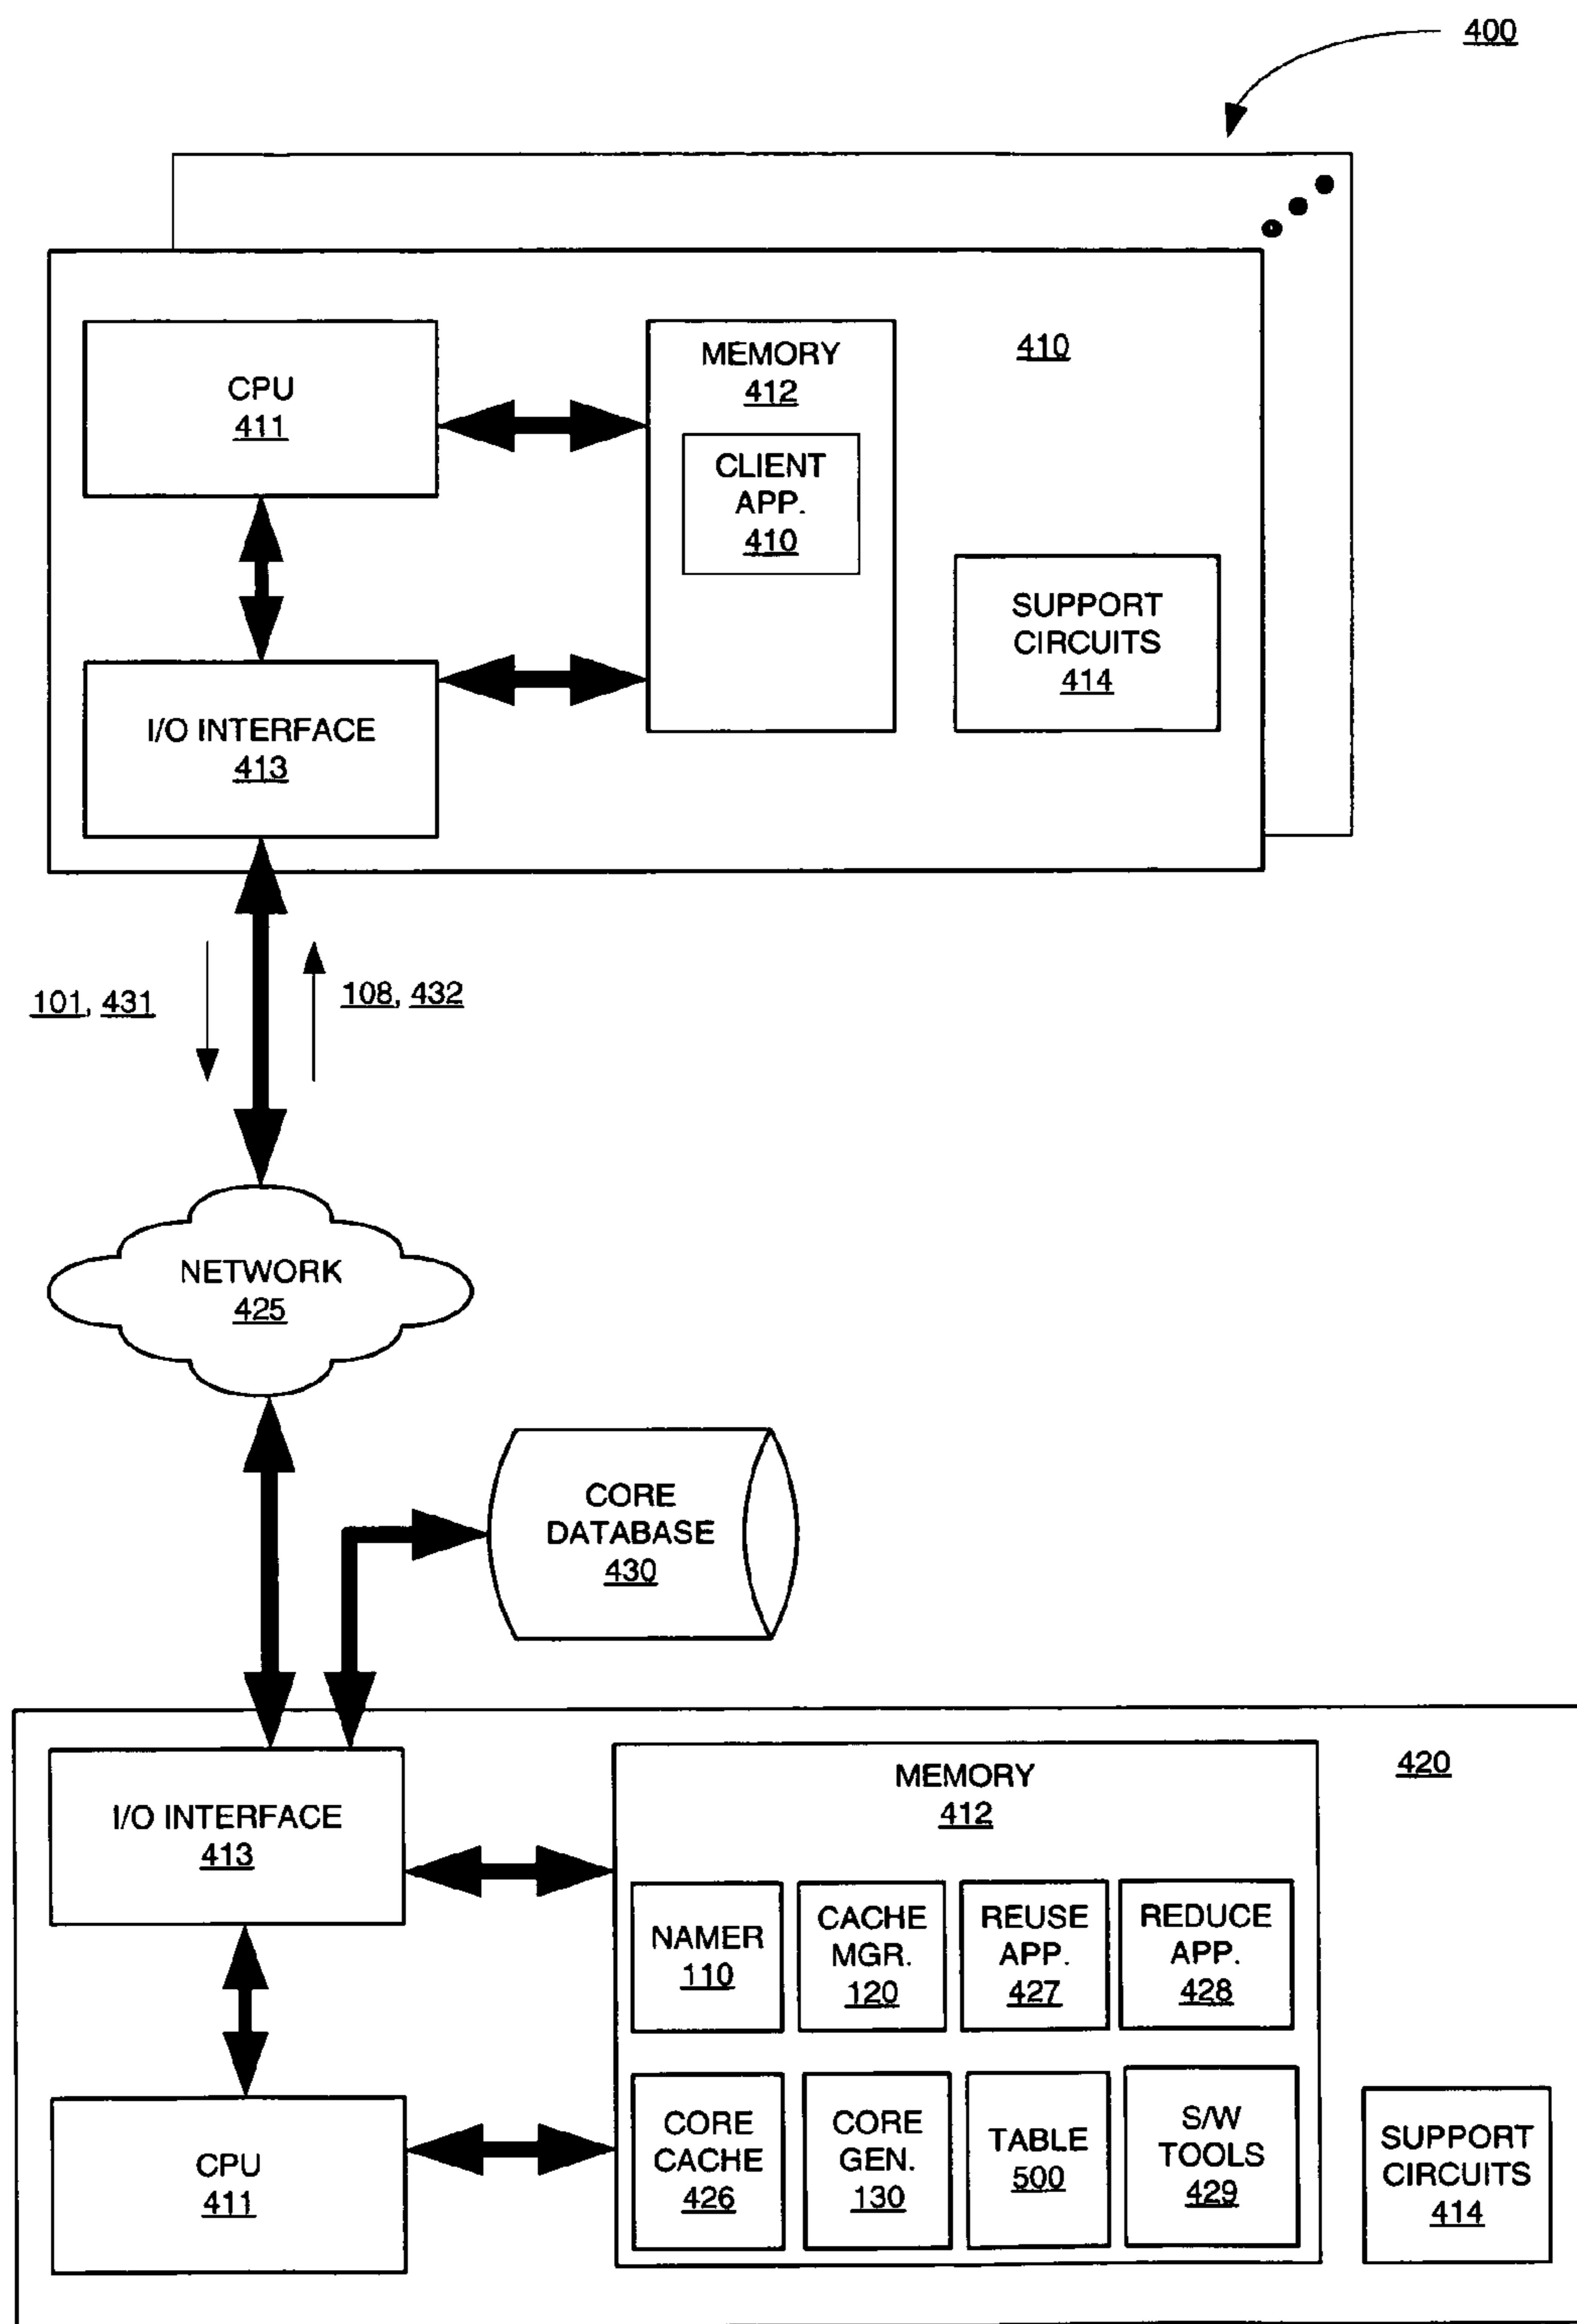 400
CPU
411
MEMORY
412
410
CLIENT
APP.
410
SUPPORT
CIRCUITS
414
I/O INTERFACE
413
101, 431
108, 432
NETWORK
425
CORE
DATABASE
430
420
I/O INTERFACE
413
MEMORY
412
NAMER
110
CACHE
MGR.
120
REUSE
APP.
427
REDUCE
APP.
428
CPU
411
CORE
CACHE
426
CORE
GEN.
130
TABLE
500
S/W
TOOLS
429
SUPPORT
CIRCUITS
414